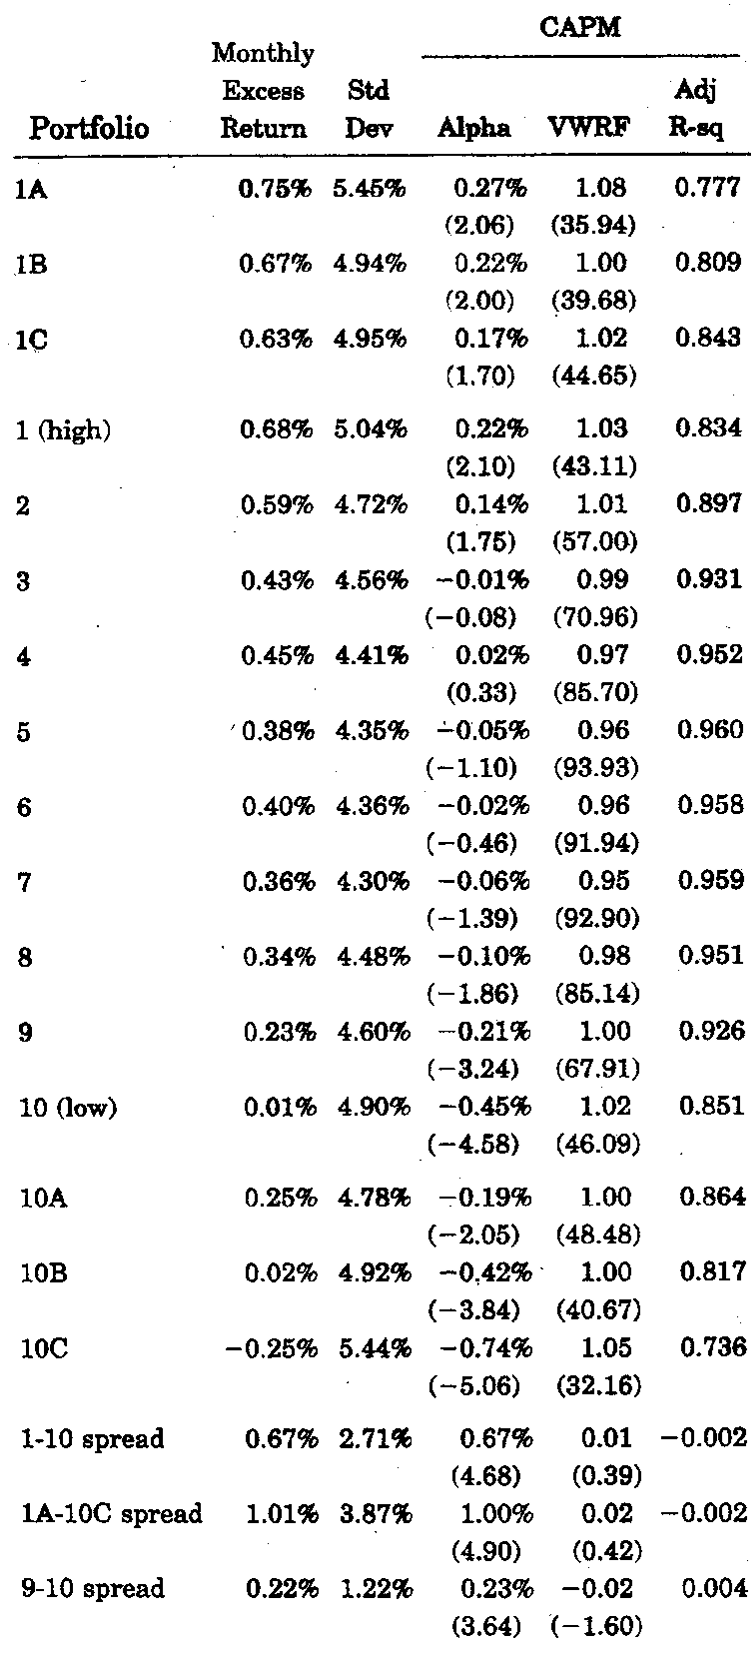 CAPM
Monthly
Excess Std Adj
Portfolio Return Dev Alpha VWRF R-sq
1A 0.75% 5.45% 0.27% 1.08 0.777
(2.06) (35.94)
1B 0.67% 4.94% 0.22% 1.00 0.809
(2.00) (39.68)
1C 0.63% 4.95% 0.17% 1.02 0.843
(1.70) (44.65)
1 (high) 0.68% 5.04% 0.22% 1.03 0.834
(2.10) (43.11)
2 0.59% 4.72% 0.14% 1.01 0.897
(1.75) (57.00)
3 0.43% 4.56% −0.01% 0.99 0.931
(−0.08) (70.96)
4 0.45% 4.41% 0.02% 0.97 0.952
(0.33) (85.70)
5 0.38% 4.35% −0.05% 0.96 0.960
(−1.10) (93.93)
6 0.40% 4.36% −0.02% 0.96 0.958
(−0.46) (91.94)
7 0.36% 4.30% −0.06% 0.95 0.959
(−1.39) (92.90)
8 0.34% 4.48% −0.10% 0.98 0.951
(−1.86) (85.14)
9 0.23% 4.60% −0.21% 1.00 0.926
(−3.24) (67.91)
10 (low) 0.01% 4.90% −0.45% 1.02 0.851
(−4.58) (46.09)
10A 0.25% 4.78% −0.19% 1.00 0.864
(−2.05) (48.48)
10B 0.02% 4.92% −0.42% 1.00 0.817
(−3.84) (40.67)
10C −0.25% 5.44% −0.74% 1.05 0.736
(−5.06) (32.16)
1-10 spread 0.67% 2.71% 0.67% 0.01 −0.002
(4.68) (0.39)
1A-10C spread 1.01% 3.87% 1.00% 0.02 −0.002
(4.90) (0.42)
9-10 spread 0.22% 1.22% 0.23% −0.02 0.004
(3.64) (−1.60)